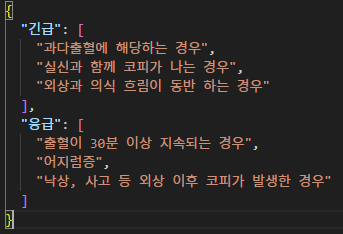 {
"긴급": [
"과다출혈에 해당하는 경우",
"실신과 함께 코피가 나는 경우",
"외상과 의식 흐림이 동반 하는 경우"
],
"응급": [
"출혈이 30분 이상 지속되는 경우",
"어지럼증",
"낙상, 사고 등 외상 이후 코피가 발생한 경우"
]
}